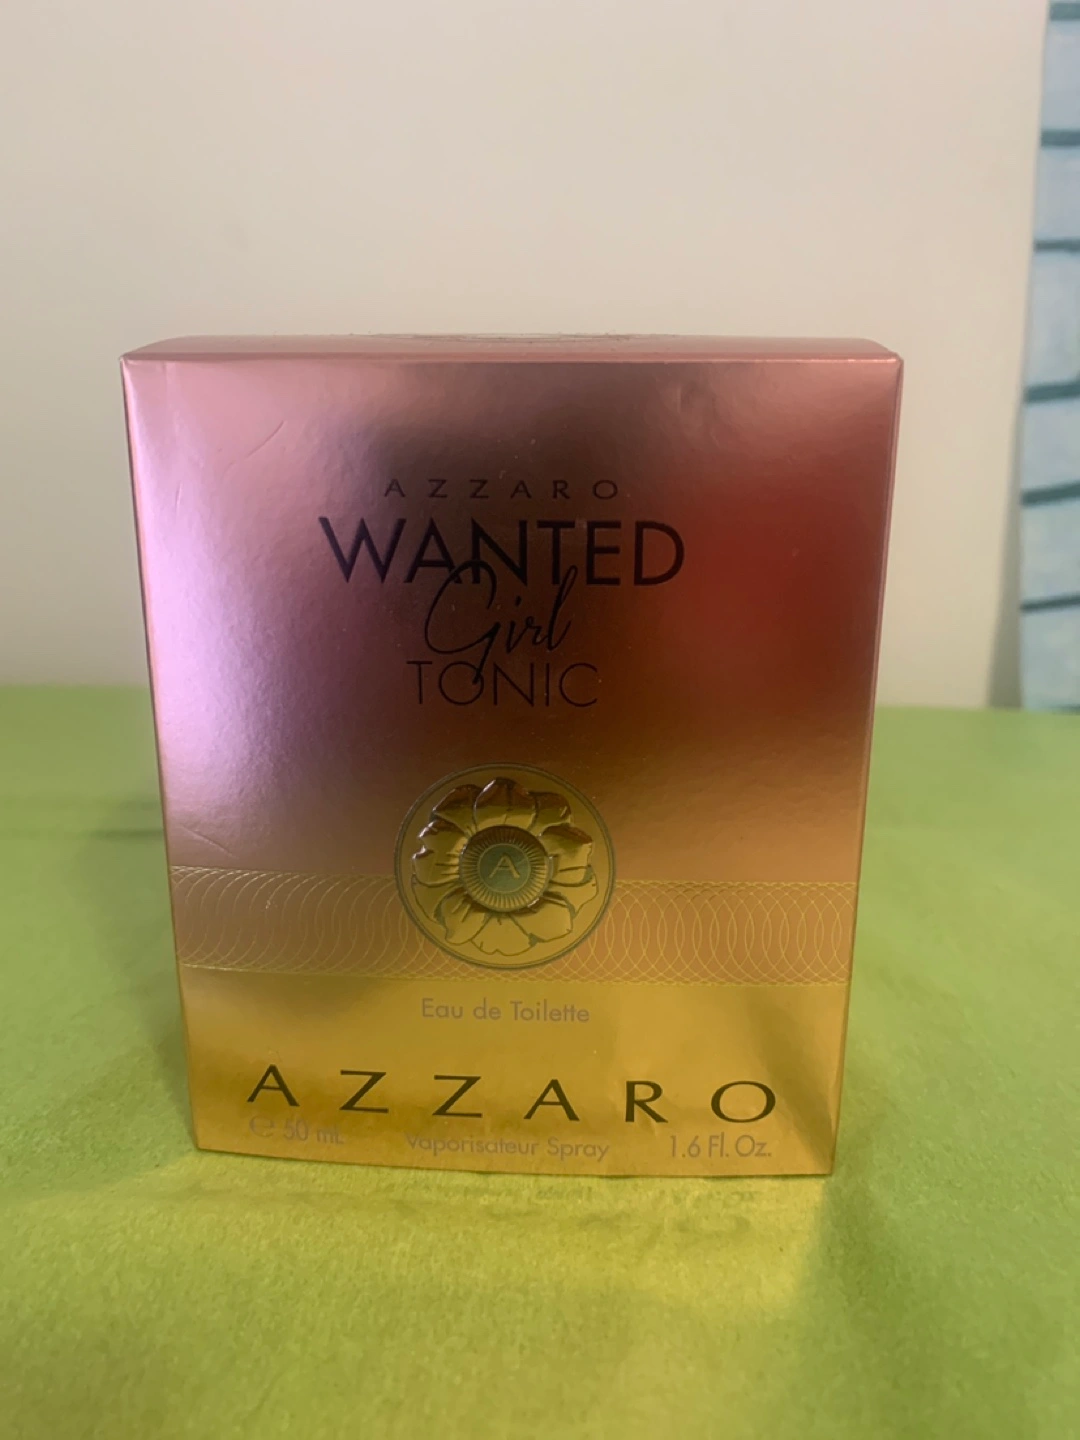 AZZARO
WANTED
Girl
TONIC
A
Eau de Toilette
AZZARO
℮ 50 mL Vaporisateur Spray 1.6 Fl. Oz.